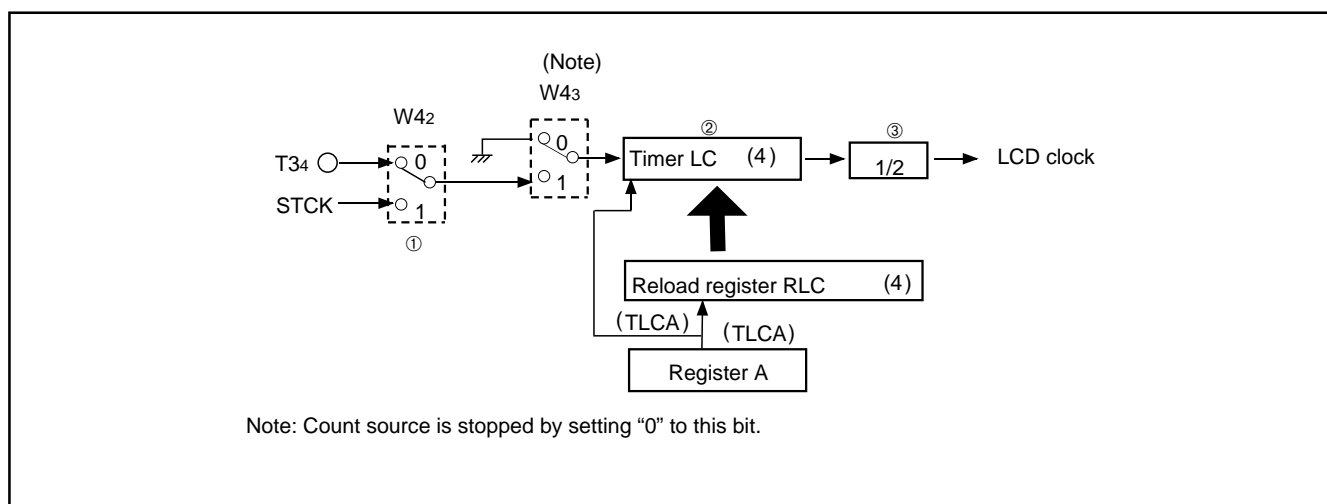 (Note)
W43
W42
0
1
①
T34
STCK
0
1
②
Timer LC (4)
③
1/2
LCD clock
Reload register RLC (4)
(TLCA)
(TLCA)
Register A
Note: Count source is stopped by setting “0” to this bit.